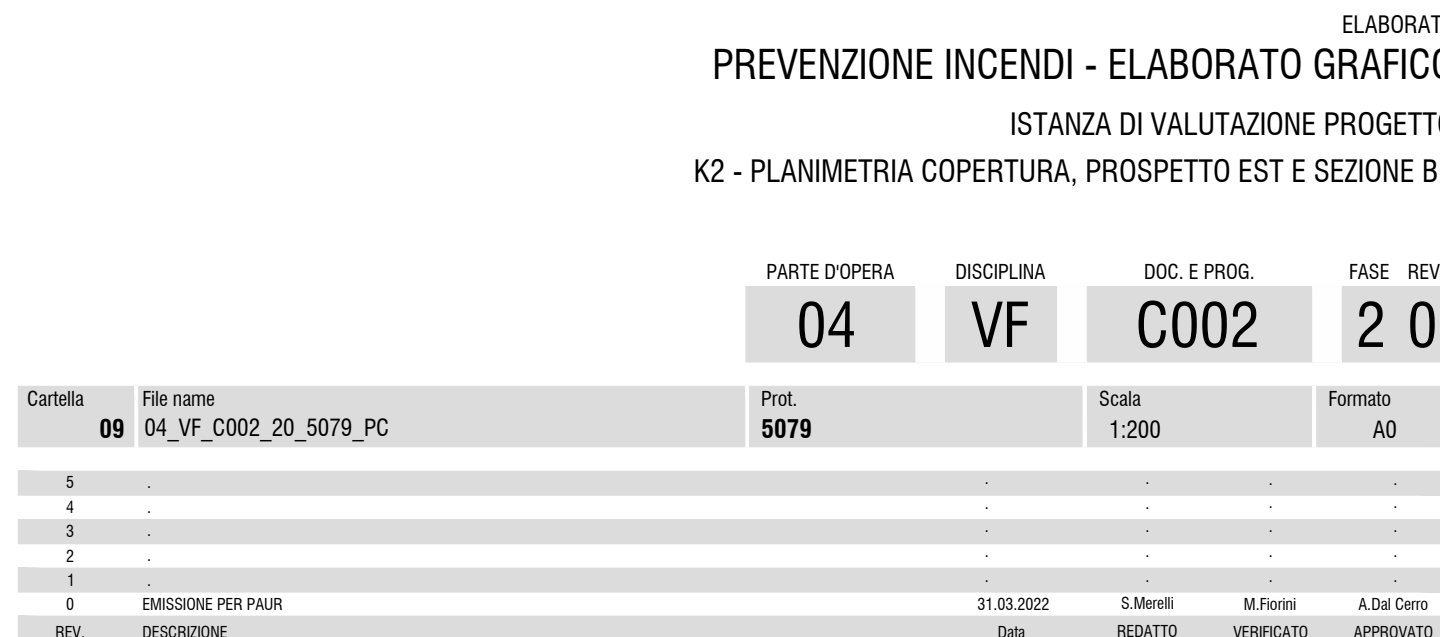 ELABORAT
PREVENZIONE INCENDI - ELABORATO GRAFICO
ISTANZA DI VALUTAZIONE PROGETTO
K2 - PLANIMETRIA COPERTURA, PROSPETTO EST E SEZIONE B
PARTE D'OPERA DISCIPLINA DOC. E PROG. FASE REV
04 VF C002 2 0
Cartella File name Prot. Scala Formato
09 04_VF_C002_20_5079_PC 5079 1:200 A0
5 . . . . .
4 . . . . .
3 . . . . .
2 . . . . .
1 . . . . .
0 EMISSIONE PER PAUR 31.03.2022 S.Merelli M.Fiorini A.Dal Cerro
REV. DESCRIZIONE Data REDATTO VERIFICATO APPROVATO